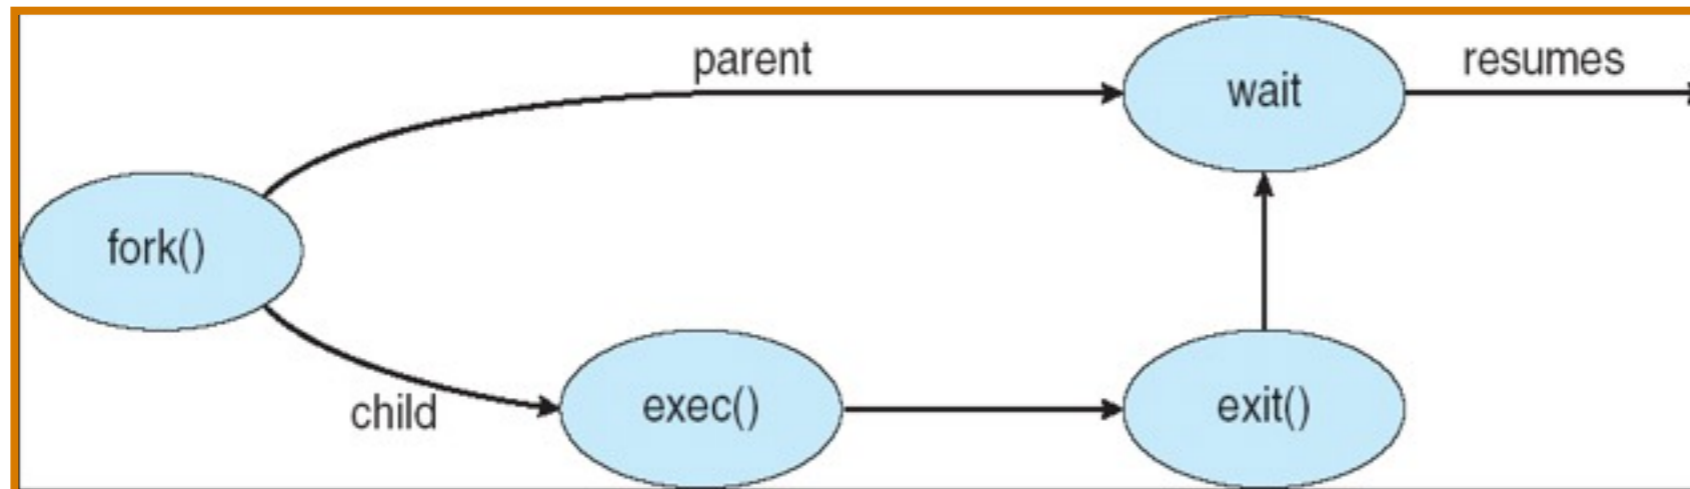 parent
resumes
wait
fork()
child
exec()
exit()